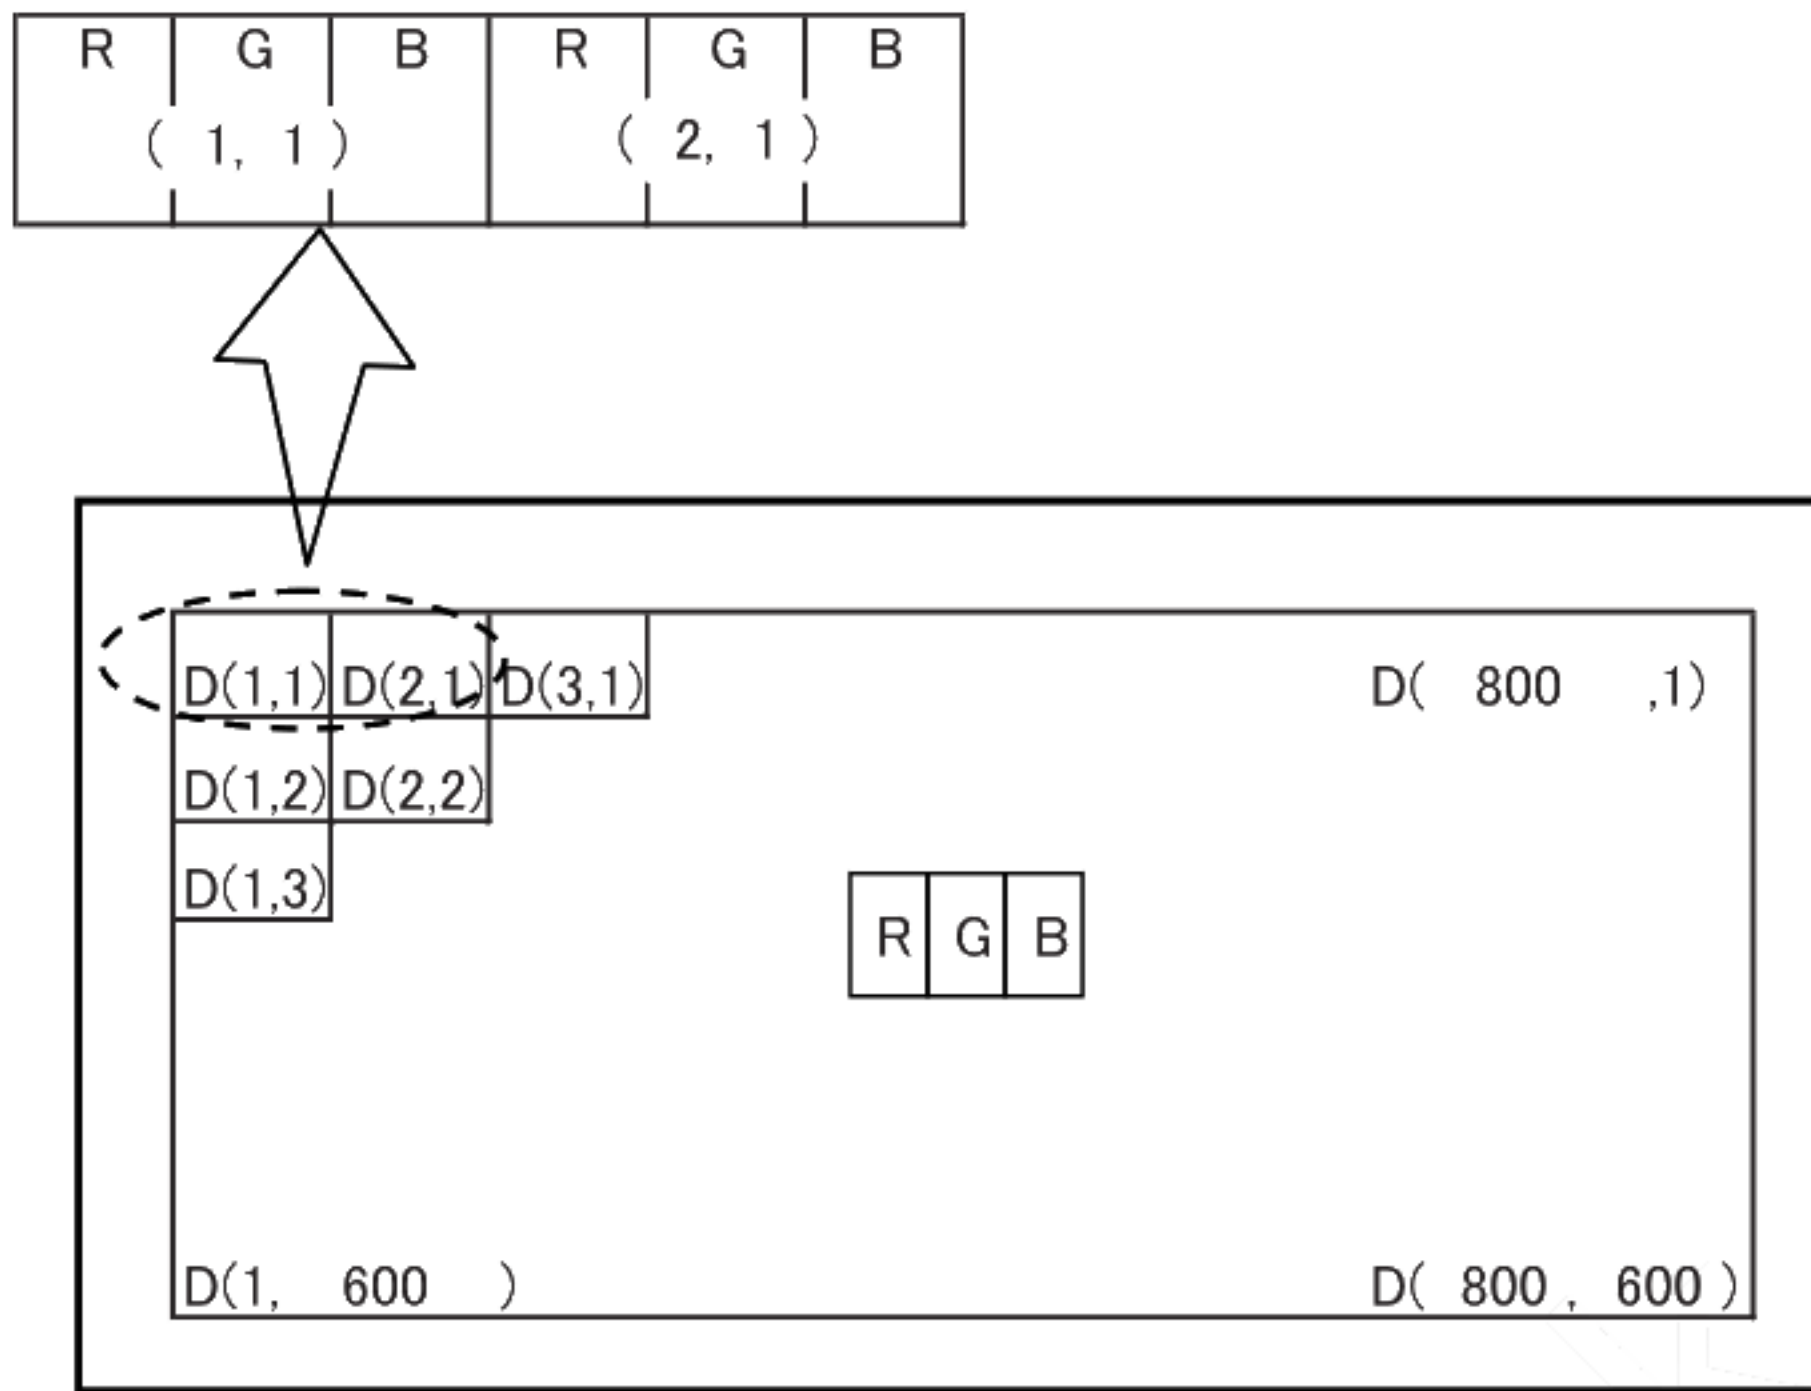 R G B R G B
( 1, 1 ) ( 2, 1 )
D(1,1) D(2,1) D(3,1) D( 800 ,1)
D(1,2) D(2,2)
D(1,3)
R G B
D(1, 600 ) D( 800 , 600 )